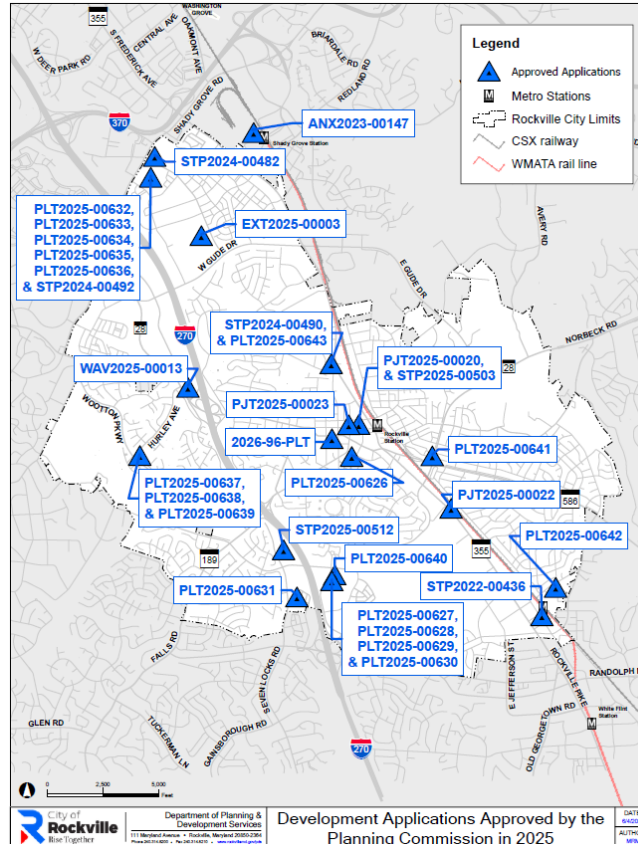 WASHINGTON
GROVE
355
W DEER PARK RD
S FREDERICK AVE
CENTRAL AVE
OAKMONT AVE
SHADY GROVE RD
BRIARDALE RD
REDLAND RD
370
Legend
Approved Applications
M Metro Stations
Rockville City Limits
CSX railway
WMATA rail line
ANX2023-00147
M
Shady Grove Station
STP2024-00482
PLT2025-00632,
PLT2025-00633,
PLT2025-00634,
PLT2025-00635,
PLT2025-00636,
& STP2024-00492
EXT2025-00003
W GUDE DR
E GUDE DR
AVERY RD
NORBECK RD
28
270
28
STP2024-00490,
& PLT2025-00643
PJT2025-00020,
& STP2025-00503
WAV2025-00013
WOOTTON PKWY
HURLEY AVE
PJT2025-00023
M
Rockville
Station
2026-96-PLT
PLT2025-00641
PLT2025-00626
PLT2025-00637,
PLT2025-00638,
& PLT2025-00639
PJT2025-00022
586
STP2025-00512
355
PLT2025-00642
189
PLT2025-00640
PLT2025-00631
STP2022-00436
PLT2025-00627,
PLT2025-00628,
PLT2025-00629,
& PLT2025-00630
FALLS RD
SEVEN LOCKS RD
E JEFFERSON ST
ROCKVILLE PIKE
RANDOLPH
White Flint
Station
M
GLEN RD
TUCKERMAN LN
GAINSBOROUGH RD
OLD GEORGETOWN RD
270
0 2,500 5,000
Feet
City of
Rockville
Rise Together
Department of Planning &
Development Services
111 Maryland Avenue • Rockville, Maryland 20850-2364
Development Applications Approved by the
Planning Commission in 2025
DATE
AUTHO